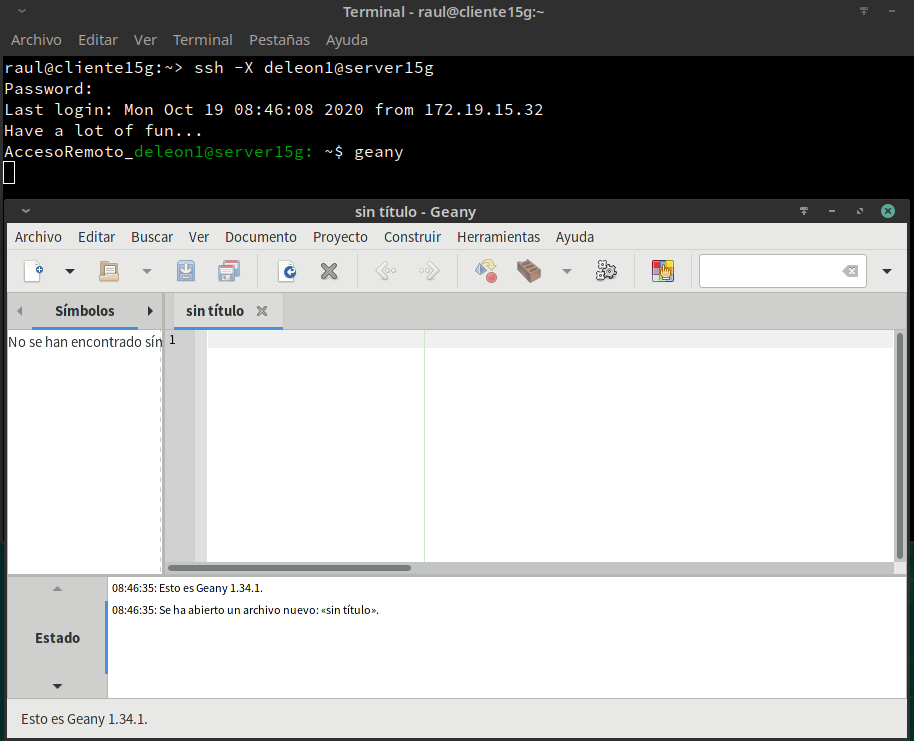 Terminal - raul@cliente15g:~
Archivo Editar Ver Terminal Pestañas Ayuda
raul@cliente15g:~> ssh -X deleon1@server15g
Password:
Last login: Mon Oct 19 08:46:08 2020 from 172.19.15.32
Have a lot of fun...
AccesoRemoto_deleon1@server15g: ~$ geany
sin título - Geany
Archivo Editar Buscar Ver Documento Proyecto Construir Herramientas Ayuda
Símbolos
sin título
No se han encontrado sín
1
08:46:35: Esto es Geany 1.34.1.
08:46:35: Se ha abierto un archivo nuevo: «sin título».
Estado
Esto es Geany 1.34.1.